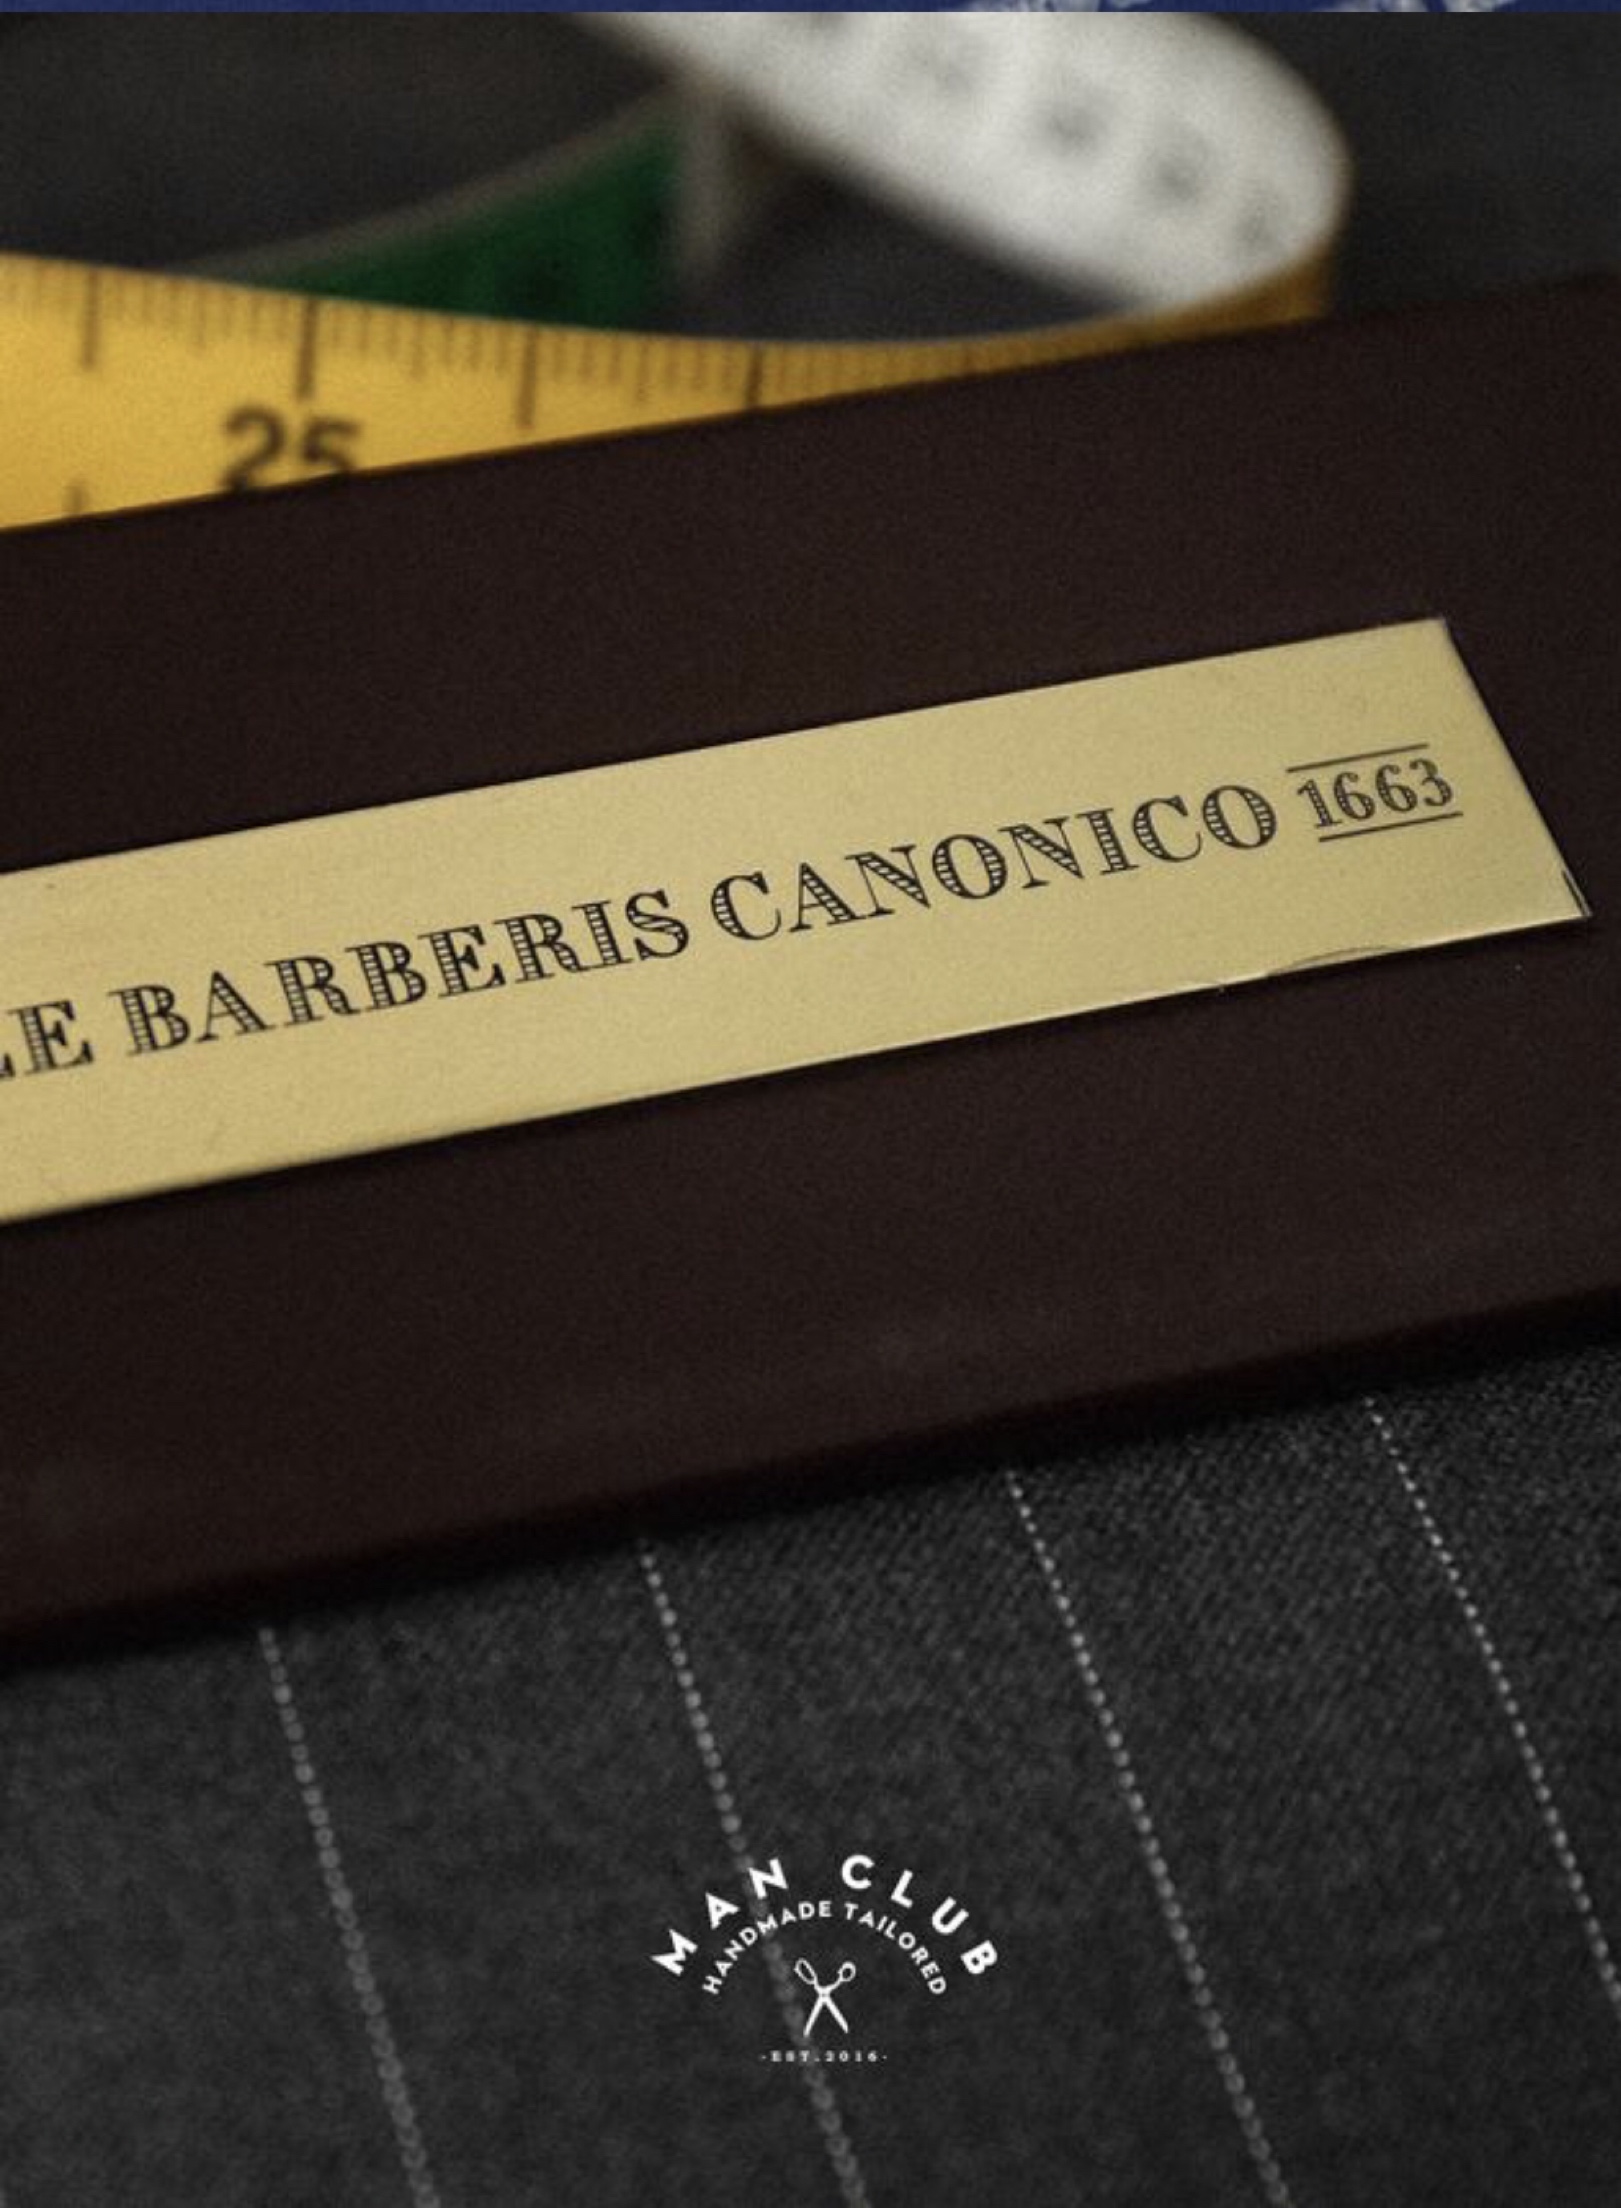 25
LE BARBERIS CANONICO 1663
MAN CLUB
HANDMADE TAILORED
-EST.2016-